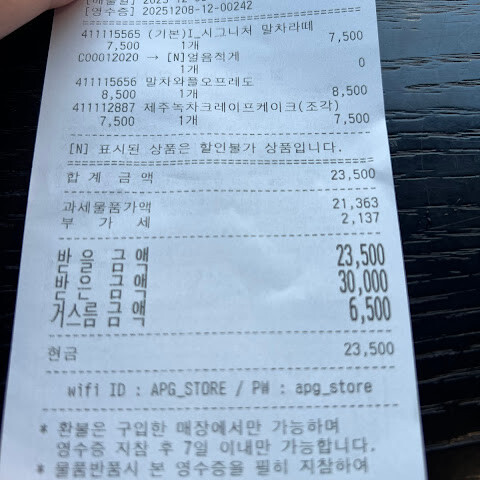 [영수증] 20251208-12-00242
411115565 (기본)I_시그니처 말차라떼
7,500 1개 7,500
C00012020 → [N]얼음적게
1개 0
411115656 말차와플오프레도
8,500 1개 8,500
411112887 제주녹차크레이프케이크(조각)
7,500 1개 7,500
[N] 표시된 상품은 할인불가 상품입니다.
합 계 금 액 23,500
과세물품가액 21,363
부 가 세 2,137
받 을 금 액 23,500
받 은 금 액 30,000
거스름 금 액 6,500
현금 23,500
wifi ID : APG_STORE / PW : apg_store
* 환불은 구입한 매장에서만 가능하며
영수증 지참 후 7일 이내만 가능합니다.
* 물품반품시 본 영수증을 필히 지참하여